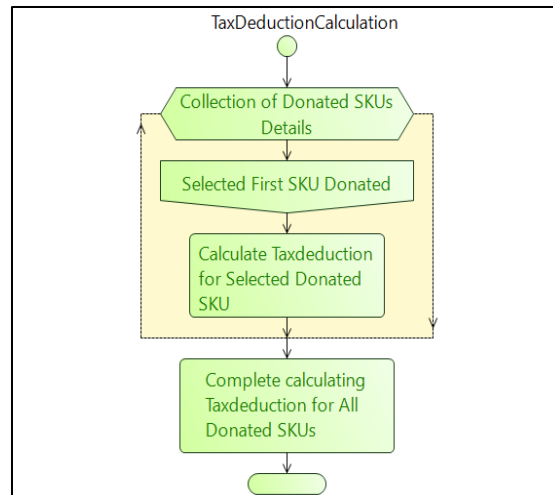 TaxDeductionCalculation
Collection of Donated SKUs
Details
Selected First SKU Donated
Calculate Taxdeduction
for Selected Donated
SKU
Complete calculating
Taxdeduction for All
Donated SKUs